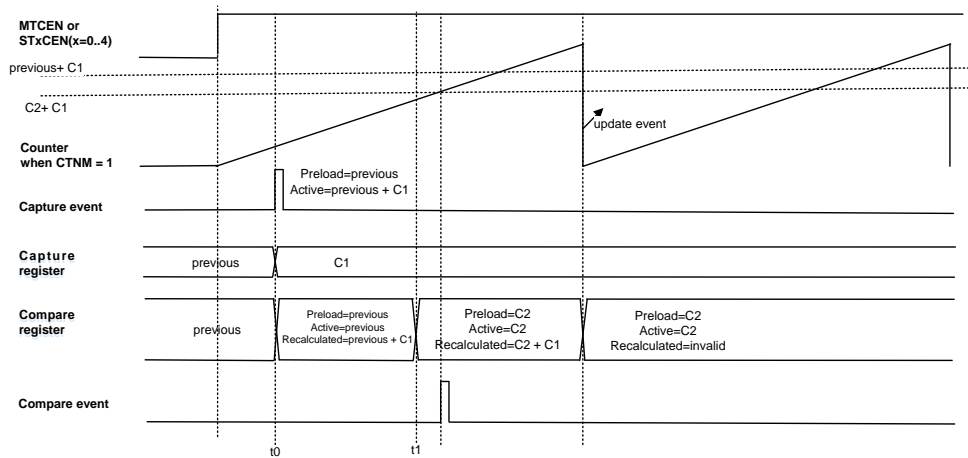 MTCEN or
STxCEN(x=0..4)
previous+ C1
C2+ C1
update event
Counter
when CTNM = 1
Preload=previous
Active=previous + C1
Capture event
Capture
register
previous
C1
Compare
register
previous
Preload=previous
Active=previous
Recalculated=previous + C1
Preload=C2
Active=C2
Recalculated=C2 + C1
Preload=C2
Active=C2
Recalculated=invalid
Compare event
t0
t1